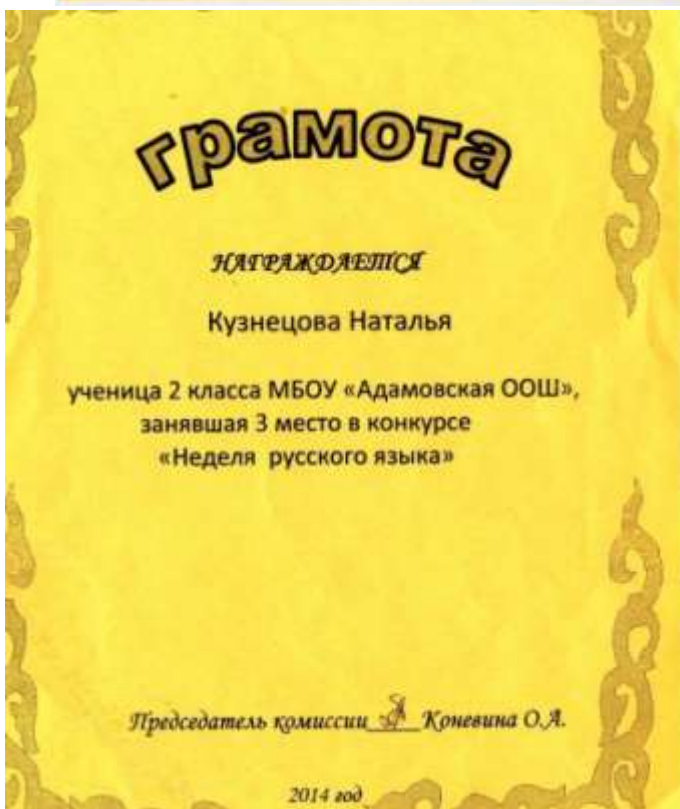 грамота
НАГРАЖДАЕТСЯ
Кузнецова Наталья
ученица 2 класса МБОУ «Адамовская ООШ»,
занявшая 3 место в конкурсе
«Неделя русского языка»
Председатель комиссии Коневина О.А.
2014 год